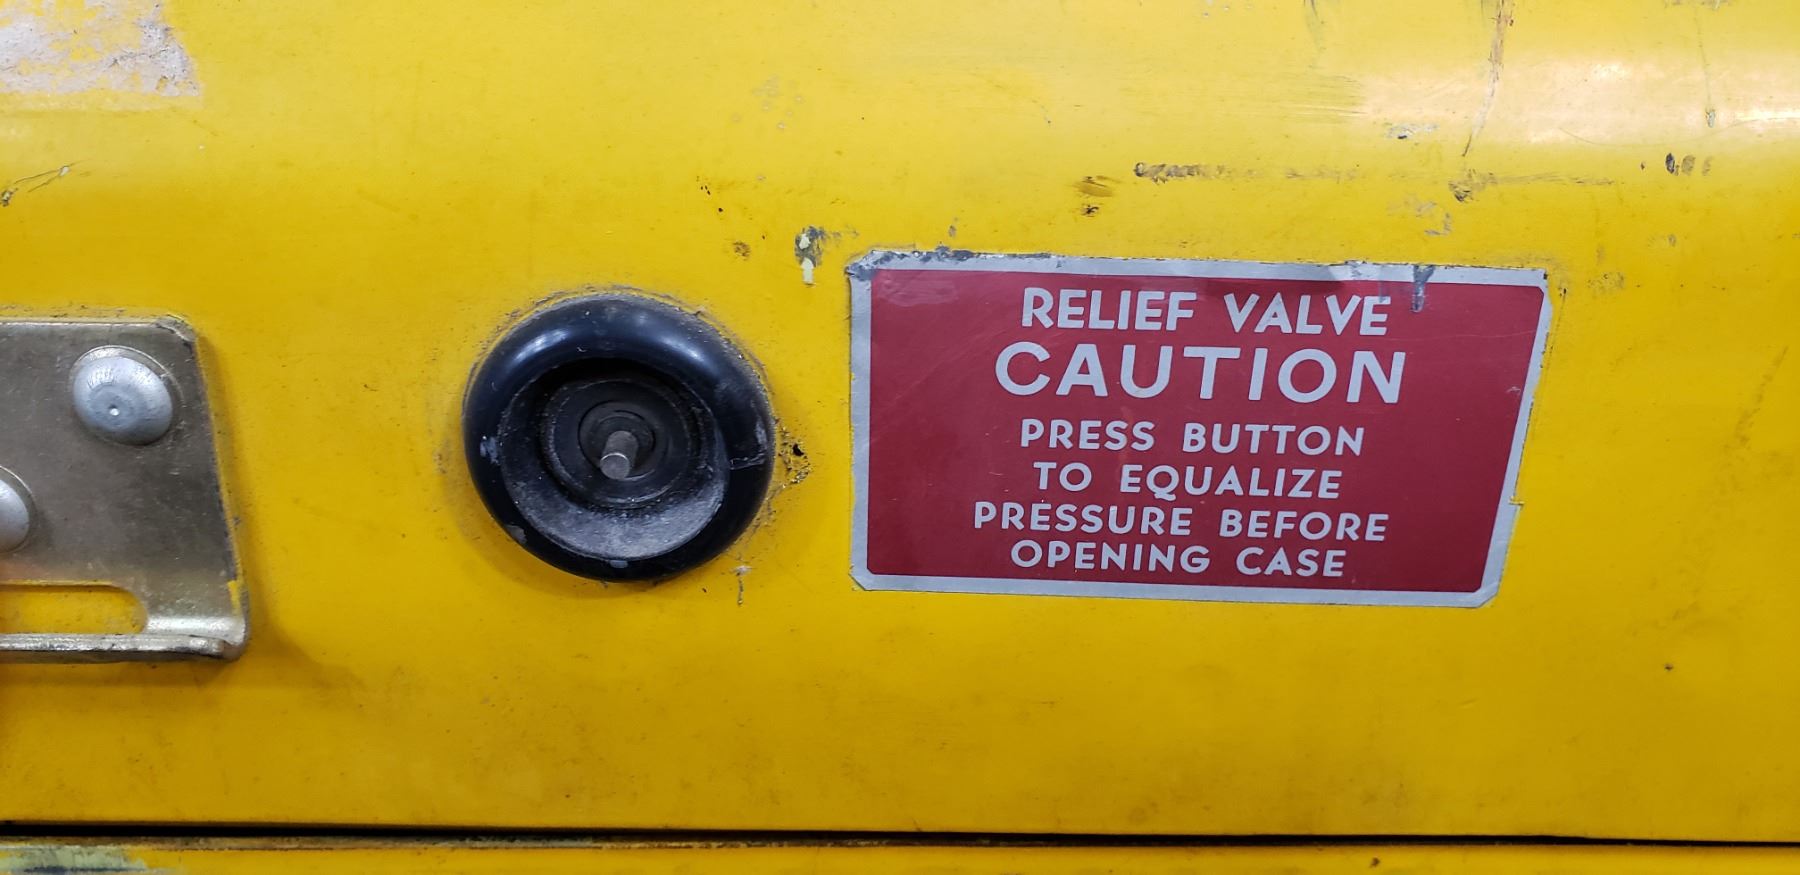 RELIEF VALVE
CAUTION
PRESS BUTTON
TO EQUALIZE
PRESSURE BEFORE
OPENING CASE